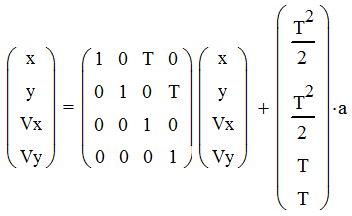 ⎛ x ⎞   ⎛ 1 0 T 0 ⎞ ⎛ x ⎞   ⎛ T²/2 ⎞
⎜ y ⎟ = ⎜ 0 1 0 T ⎟ ⎜ y ⎟ + ⎜ T²/2 ⎟ ·a
⎜ Vx ⎟   ⎜ 0 0 1 0 ⎟ ⎜ Vx ⎟   ⎜ T ⎟
⎝ Vy ⎠   ⎝ 0 0 0 1 ⎠ ⎝ Vy ⎠   ⎝ T ⎠